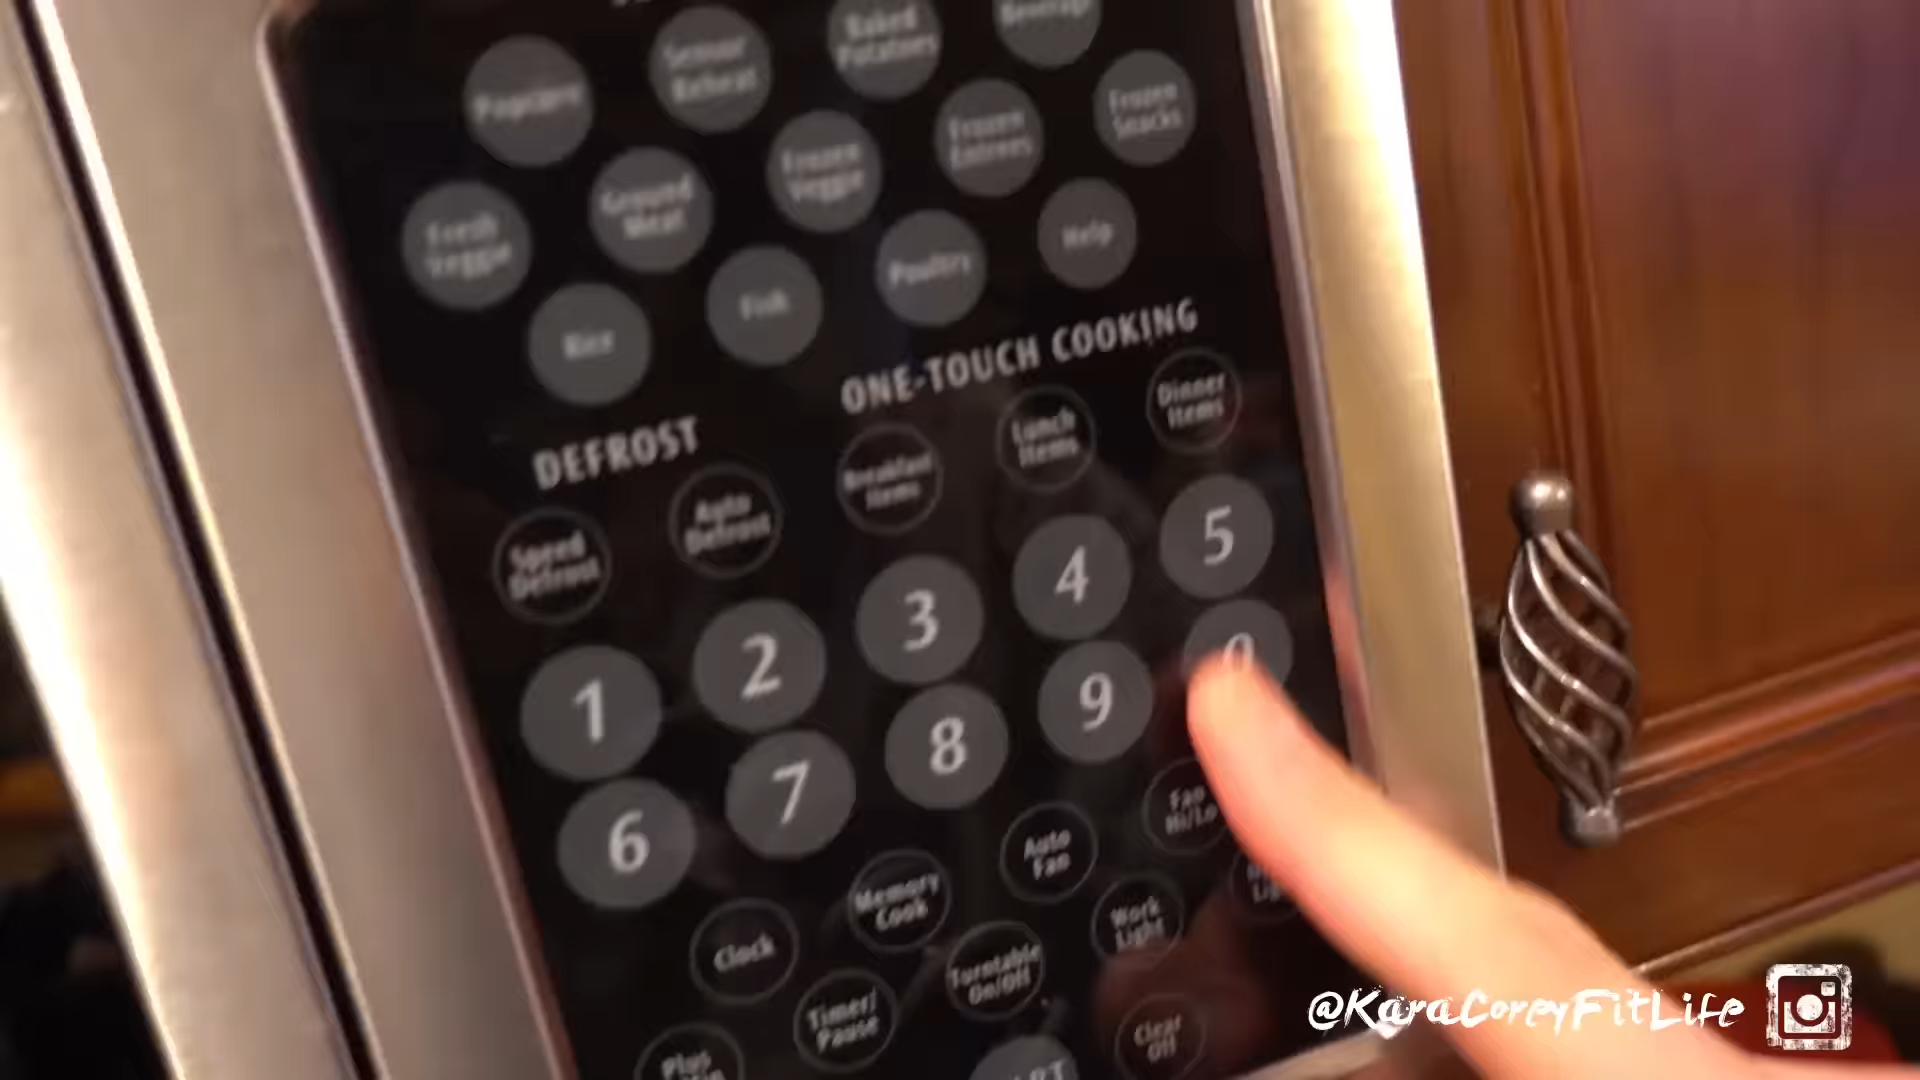 Popcorn
Sensor
Reheat
Baked
Potatoes
Beverage
Fresh
Veggie
Ground
Meat
Frozen
Veggie
Frozen
Entrees
Frozen
Snacks
Rice
Fish
Poultry
Help
DEFROST
ONE-TOUCH COOKING
Speed
Defrost
Auto
Defrost
Breakfast
Items
Lunch
Items
Dinner
Items
1
2
3
4
5
6
7
8
9
0
Clock
Memory
Cook
Auto
Fan
Fan
Hi/Lo
Timer/
Pause
Turntable
On/Off
Work
Light
Plus
Clear
Off
@KaraCoreyFitLife